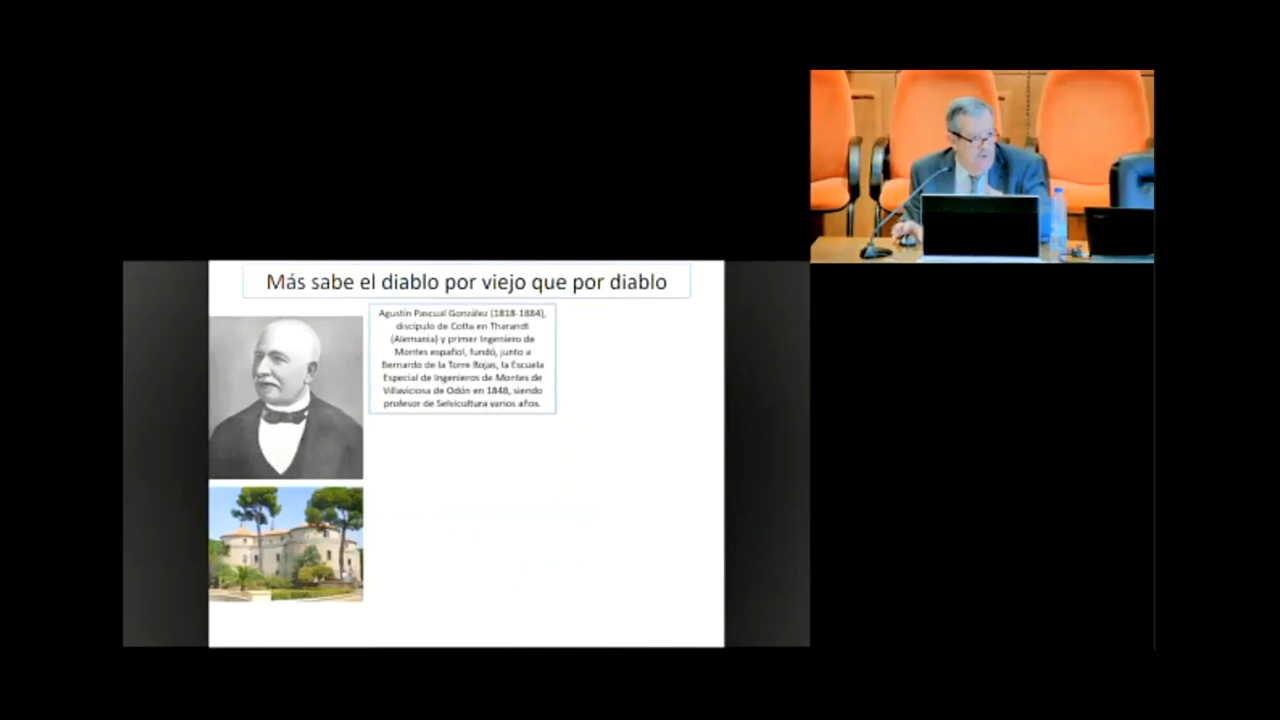 Más sabe el diablo por viejo que por diablo
Agustín Pascual González (1818-1884),
discípulo de Cotta en Tharandt
(Alemania) y primer Ingeniero de
Montes español, fundó, junto a
Bernardo de la Torre Rojas, la Escuela
Especial de Ingenieros de Montes de
Villaviciosa de Odón en 1848, siendo
profesor de Selvicultura varios años.